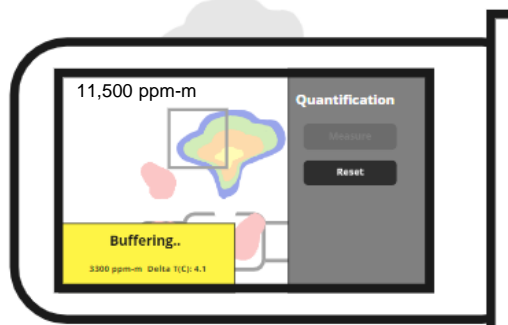 11,500 ppm-m
Quantification
Measure
Reset
Buffering..
3300 ppm-m Delta T(C): 4.1